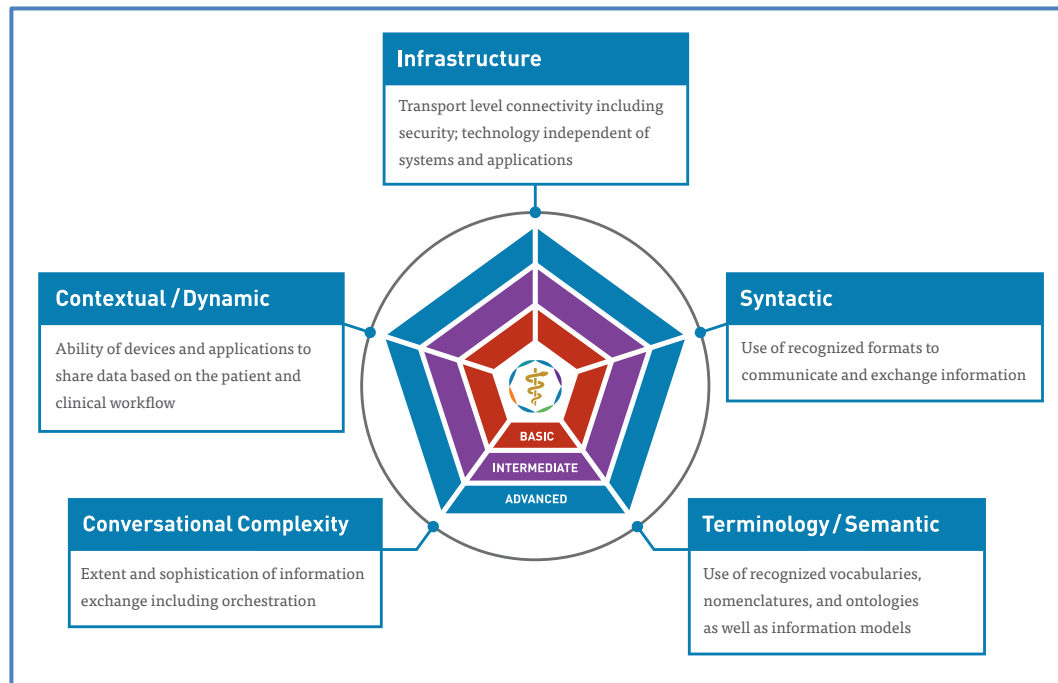 Infrastructure
Transport level connectivity including
security; technology independent of
systems and applications
Contextual / Dynamic
Ability of devices and applications to
share data based on the patient and
clinical workflow
Syntactic
Use of recognized formats to
communicate and exchange information
BASIC
INTERMEDIATE
ADVANCED
Conversational Complexity
Extent and sophistication of information
exchange including orchestration
Terminology / Semantic
Use of recognized vocabularies,
nomenclatures, and ontologies
as well as information models